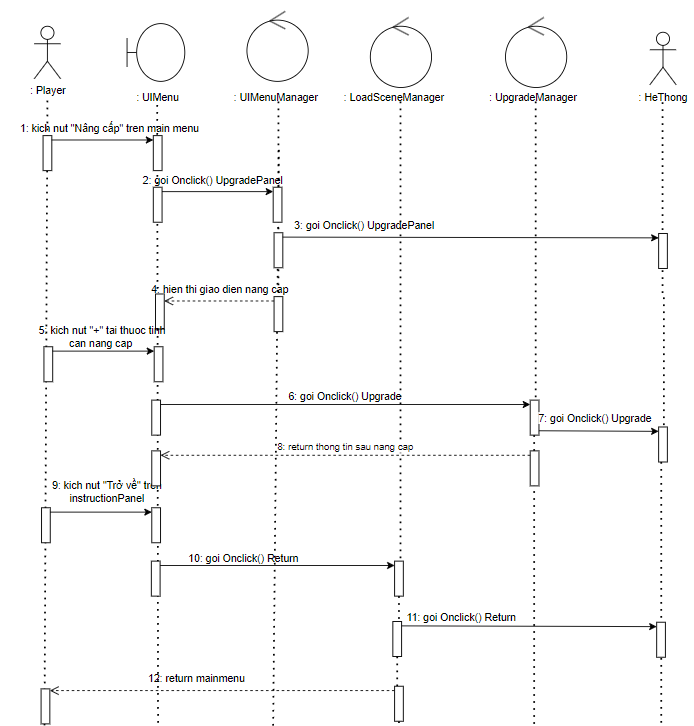 : Player
: UIMenu
: UIMenuManager
: LoadSceneManager
: UpgradeManager
: HeThong
1: kich nut "Nâng cấp" tren main menu
2: goi Onclick() UpgradePanel
3: goi Onclick() UpgradePanel
4: hien thi giao dien nang cap
5: kich nut "+" tai thuoc tinh
can nang cap
6: goi Onclick() Upgrade
7: goi Onclick() Upgrade
8: return thong tin sau nang cap
9: kich nut "Trở về" tren
instructionPanel
10: goi Onclick() Return
11: goi Onclick() Return
12: return mainmenu